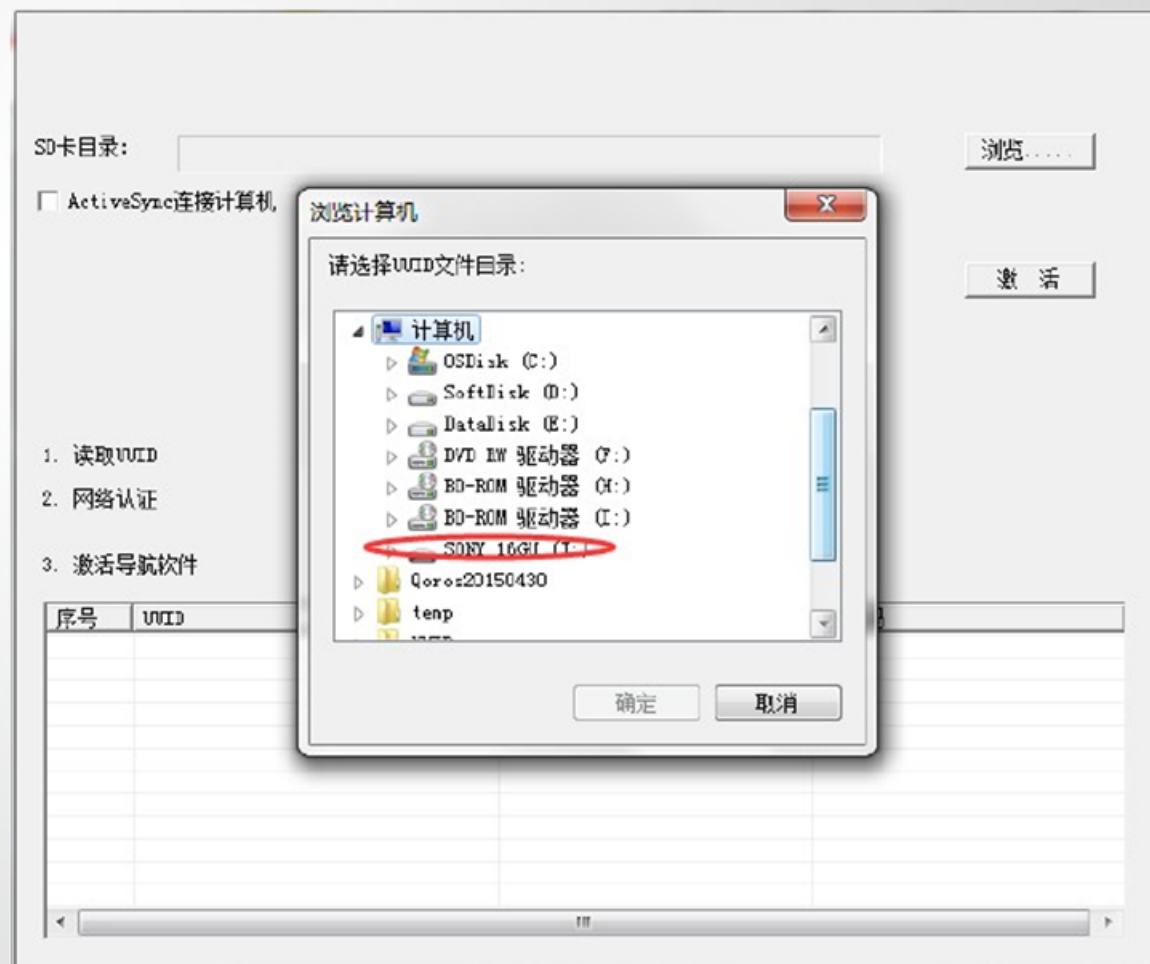 SD卡目录:
浏览.....
ActiveSync连接计算机
浏览计算机
请选择UUID文件目录:
激 活
计算机
OSDisk (C:)
SoftDisk (D:)
DataDisk (E:)
DVD RW 驱动器 (F:)
BD-ROM 驱动器 (H:)
BD-ROM 驱动器 (I:)
SONY 16GU
Qoros20150430
temp
1. 读取UUID
2. 网络认证
3. 激活导航软件
序号
UUID
确定
取消